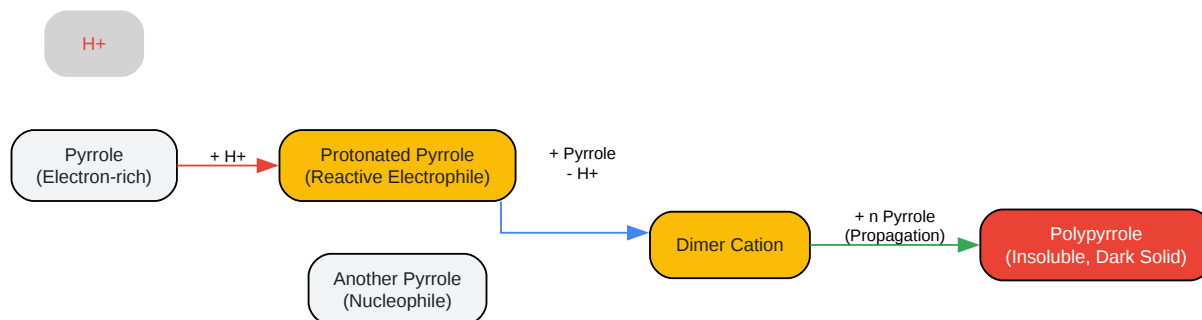 H+
Pyrrole
(Electron-rich)
+ H+
Protonated Pyrrole
(Reactive Electrophile)
+ Pyrrole
- H+
Another Pyrrole
(Nucleophile)
Dimer Cation
+ n Pyrrole
(Propagation)
Polypyrrole
(Insoluble, Dark Solid)